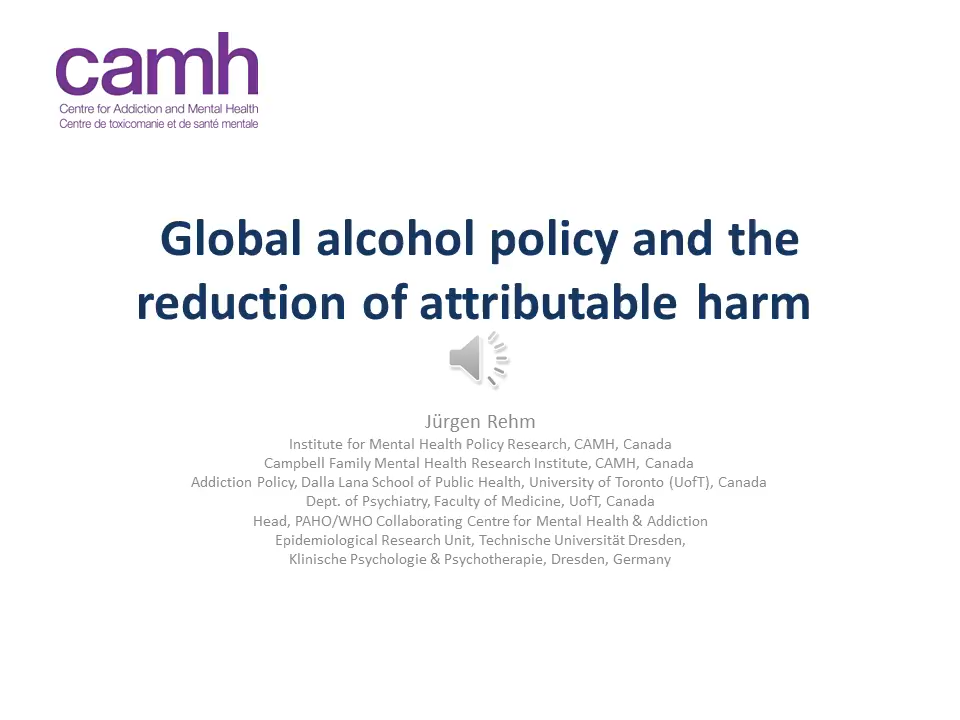 camh
Centre for Addiction and Mental Health
Centre de toxicomanie et de santé mentale
Global alcohol policy and the
reduction of attributable harm
Jürgen Rehm
Institute for Mental Health Policy Research, CAMH, Canada
Campbell Family Mental Health Research Institute, CAMH, Canada
Addiction Policy, Dalla Lana School of Public Health, University of Toronto (UofT), Canada
Dept. of Psychiatry, Faculty of Medicine, UofT, Canada
Head, PAHO/WHO Collaborating Centre for Mental Health & Addiction
Epidemiological Research Unit, Technische Universität Dresden,
Klinische Psychologie & Psychotherapie, Dresden, Germany